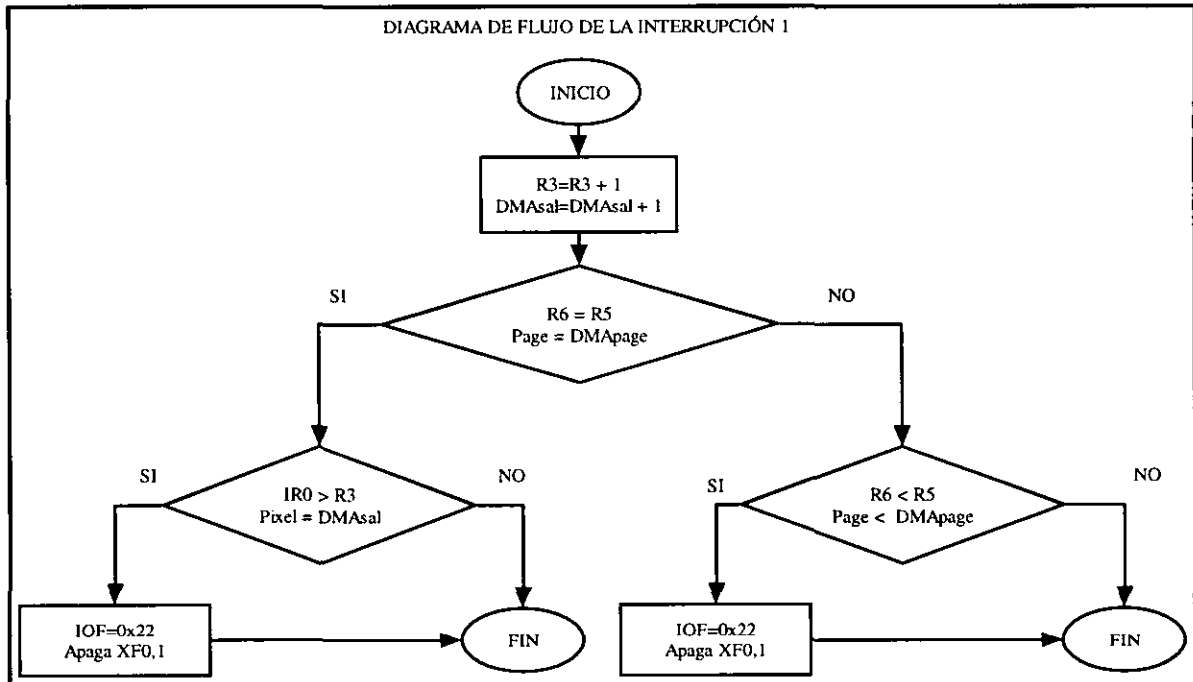 DIAGRAMA DE FLUJO DE LA INTERRUPCIÓN 1
INICIO
R3=R3 + 1
DMAsal=DMAsal + 1
SI
NO
R6 = R5
Page = DMApage
SI
NO
IR0 > R3
Pixel = DMAsal
SI
NO
R6 < R5
Page < DMApage
IOF=0x22
Apaga XF0,1
FIN
IOF=0x22
Apaga XF0,1
FIN